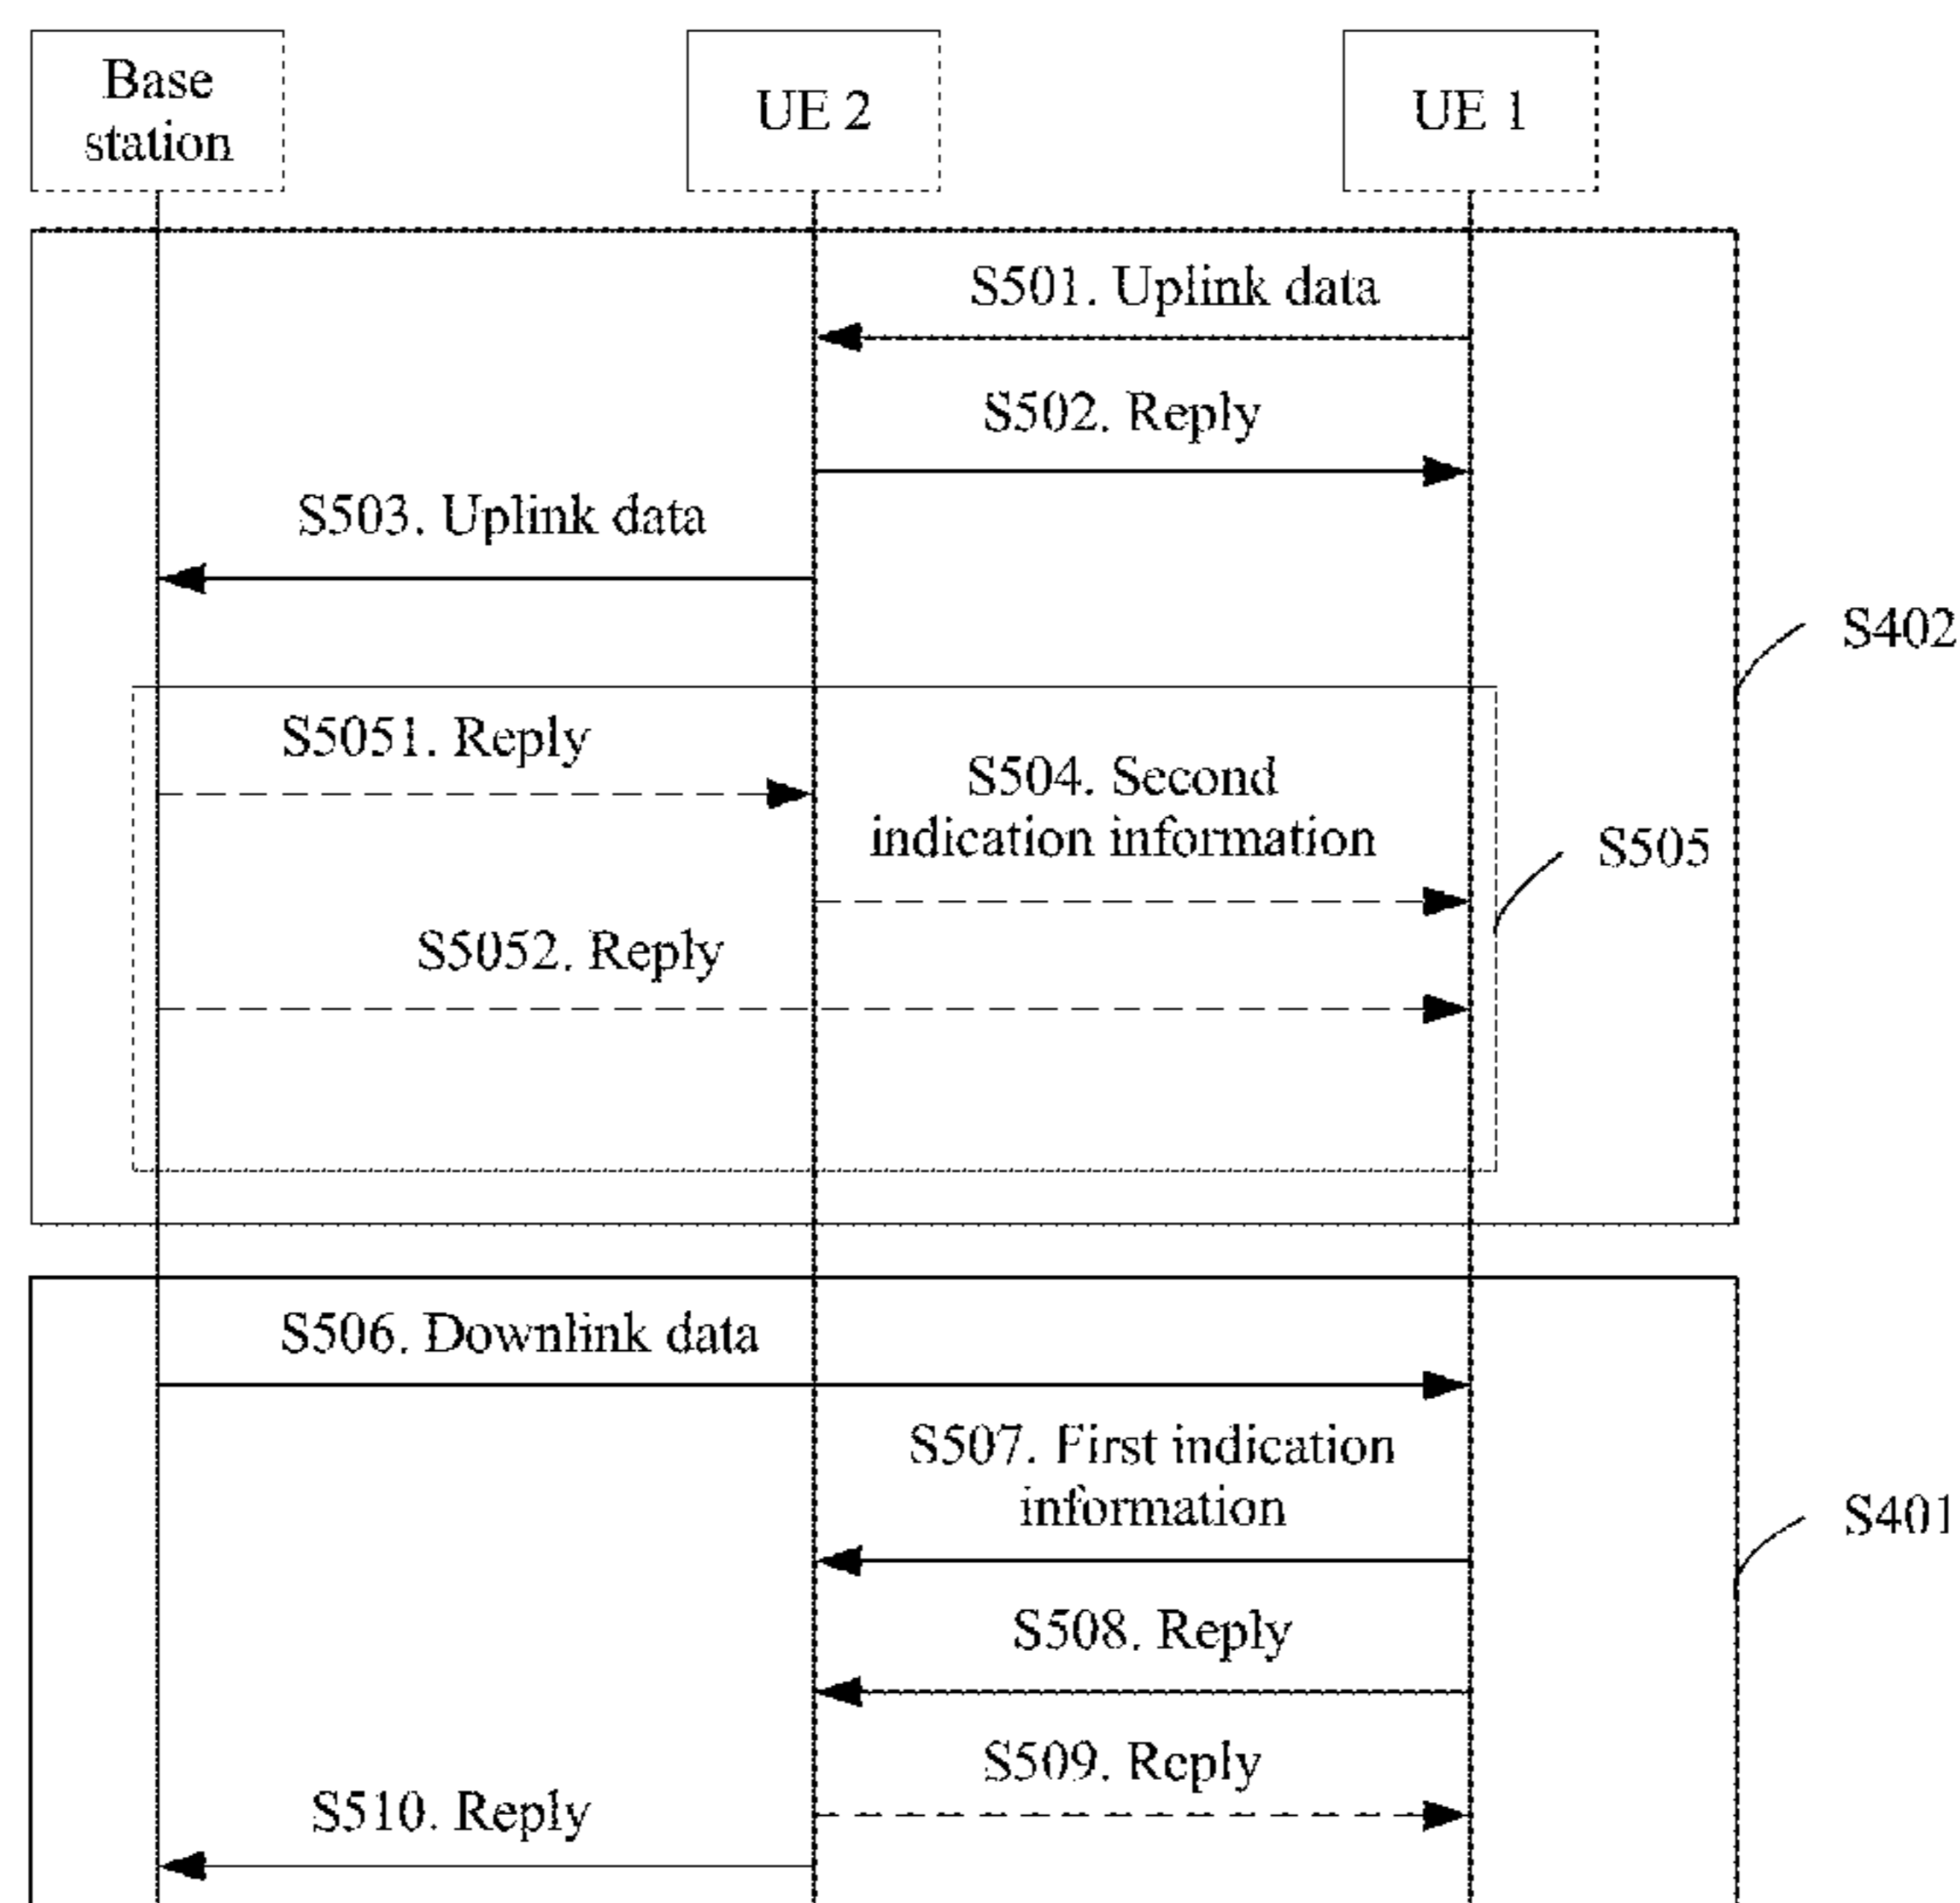 Base
station
UE 2
UE 1
S501. Uplink data
S502. Reply
S503. Uplink data
S402
S5051. Reply
S504. Second
indication information
S505
S5052. Reply
S506. Downlink data
S507. First indication
information
S401
S508. Reply
S509. Reply
S510. Reply